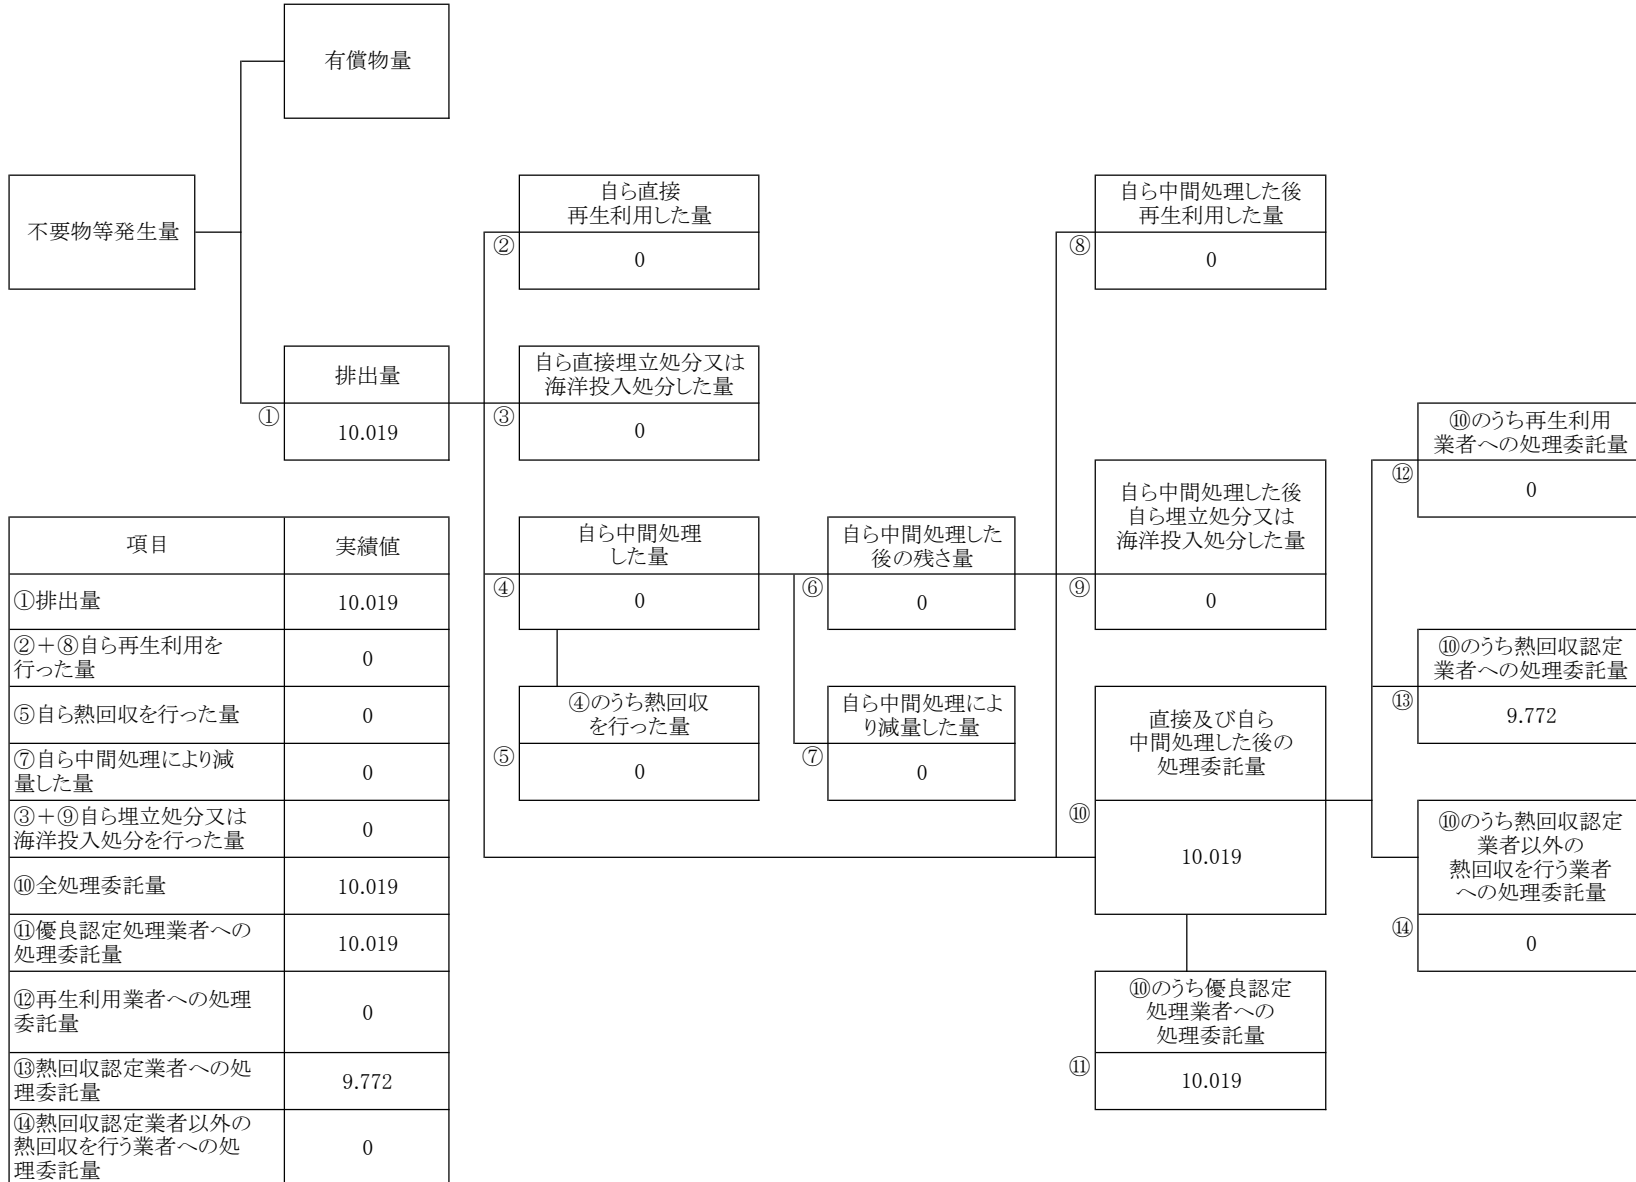 有償物量
不要物等発生量
自ら直接
再生利用した量
②
0
自ら中間処理した後
再生利用した量
⑧
0
排出量
①
10.019
自ら直接埋立処分又は
海洋投入処分した量
③
0
⑩のうち再生利用
業者への処理委託量
⑫
0
自ら中間処理
した量
④
0
自ら中間処理した
後の残さ量
⑥
0
自ら中間処理した後
自ら埋立処分又は
海洋投入処分した量
⑨
0
⑩のうち熱回収認定
業者への処理委託量
⑬
9.772
④のうち熱回収
を行った量
⑤
0
自ら中間処理によ
り減量した量
⑦
0
直接及び自ら
中間処理した後の
処理委託量
⑩
10.019
⑩のうち熱回収認定
業者以外の
熱回収を行う業者
への処理委託量
⑭
0
⑩のうち優良認定
処理業者への
処理委託量
⑪
10.019
項目
実績値
①排出量
10.019
②+⑧自ら再生利用を
行った量
0
⑤自ら熱回収を行った量
0
⑦自ら中間処理により減
量した量
0
③+⑨自ら埋立処分又は
海洋投入処分を行った量
0
⑩全処理委託量
10.019
⑪優良認定処理業者への
処理委託量
10.019
⑫再生利用業者への処理
委託量
0
⑬熱回収認定業者への処
理委託量
9.772
⑭熱回収認定業者以外の
熱回収を行う業者への処
理委託量
0